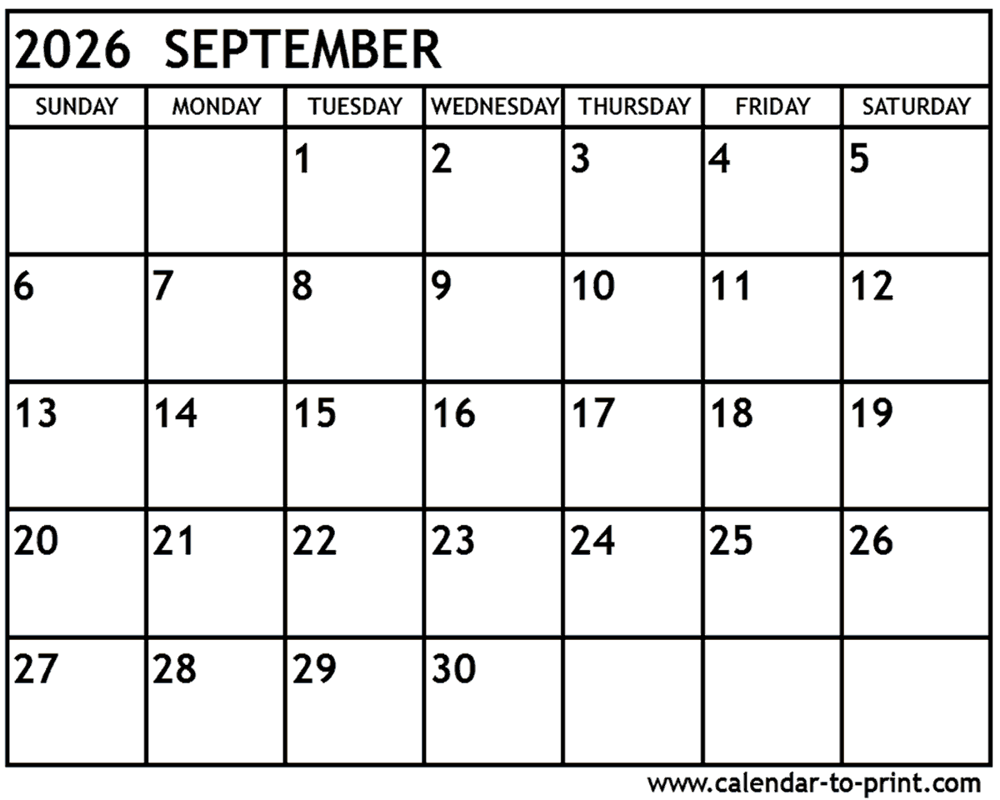 2026 SEPTEMBER
SUNDAY MONDAY TUESDAY WEDNESDAY THURSDAY FRIDAY SATURDAY
1 2 3 4 5
6 7 8 9 10 11 12
13 14 15 16 17 18 19
20 21 22 23 24 25 26
27 28 29 30
www.calendar-to-print.com